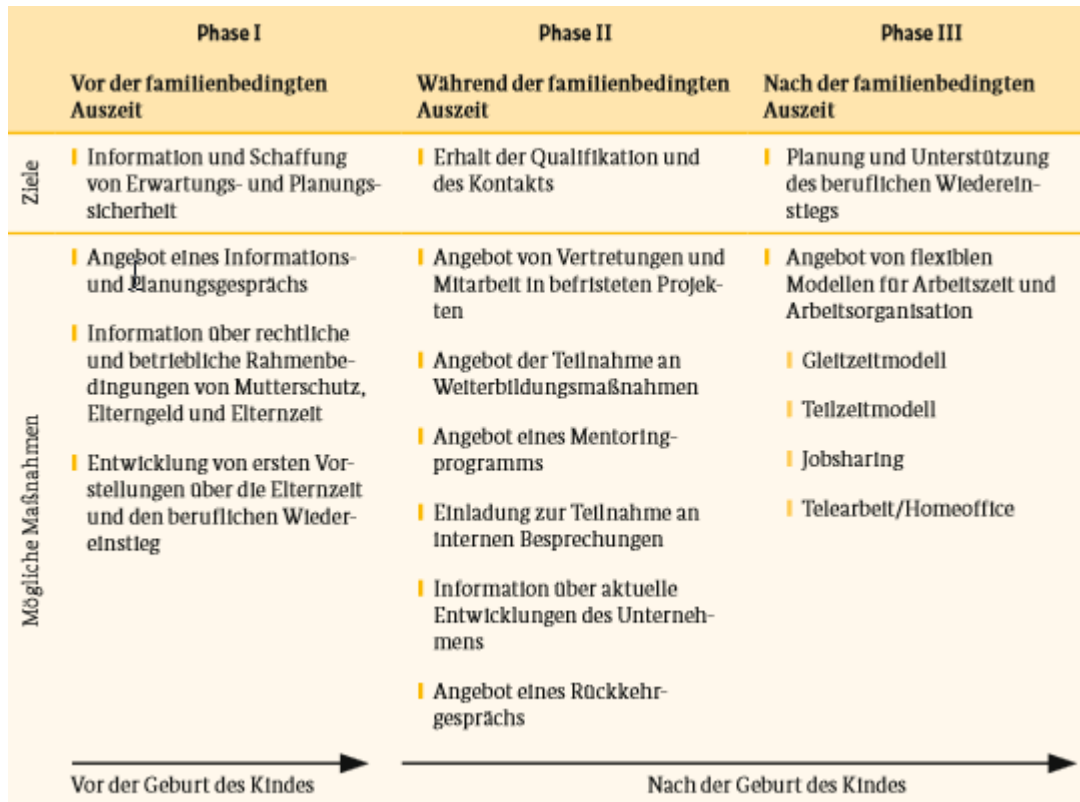 Phase I
Phase II
Phase III
Vor der familienbedingten
Auszeit
Während der familienbedingten
Auszeit
Nach der familienbedingten
Auszeit
Ziele
Information und Schaffung
von Erwartungs- und Planungs-
sicherheit
Erhalt der Qualifikation und
des Kontakts
Planung und Unterstützung
des beruflichen Wiederein-
stiegs
Mögliche Maßnahmen
Angebot eines Informations-
und Planungsgesprächs
Information über rechtliche
und betriebliche Rahmenbe-
dingungen von Mutterschutz,
Elterngeld und Elternzeit
Entwicklung von ersten Vor-
stellungen über die Elternzeit
und den beruflichen Wieder-
einstieg
Angebot von Vertretungen und
Mitarbeit in befristeten Projek-
ten
Angebot der Teilnahme an
Weiterbildungsmaßnahmen
Angebot eines Mentoring-
programms
Einladung zur Teilnahme an
internen Besprechungen
Information über aktuelle
Entwicklungen des Unterneh-
mens
Angebot eines Rückkehr-
gesprächs
Angebot von flexiblen
Modellen für Arbeitszeit und
Arbeitsorganisation
Gleitzeitmodell
Teilzeitmodell
Jobsharing
Telearbeit/Homeoffice
Vor der Geburt des Kindes
Nach der Geburt des Kindes